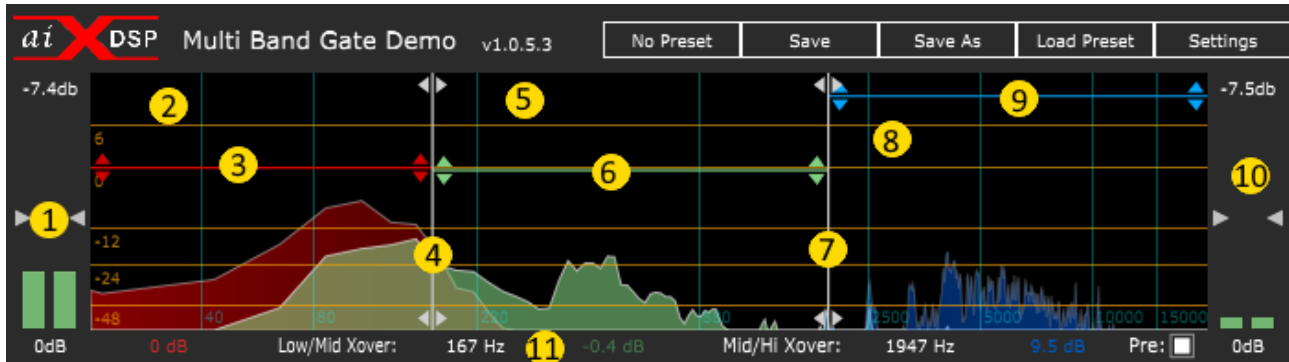 ai X DSP Multi Band Gate Demo v1.0.5.3 No Preset Save Save As Load Preset Settings
-7.4db 2 5 9 -7.5db
6 8
3 6
0 10
1
-12 4 7
-24
-48 40 80 220 2500 5000 10000 15000
0dB 0 dB Low/Mid Xover: 167 Hz 11 -0.4 dB Mid/Hi Xover: 1947 Hz 9.5 dB Pre: 0dB